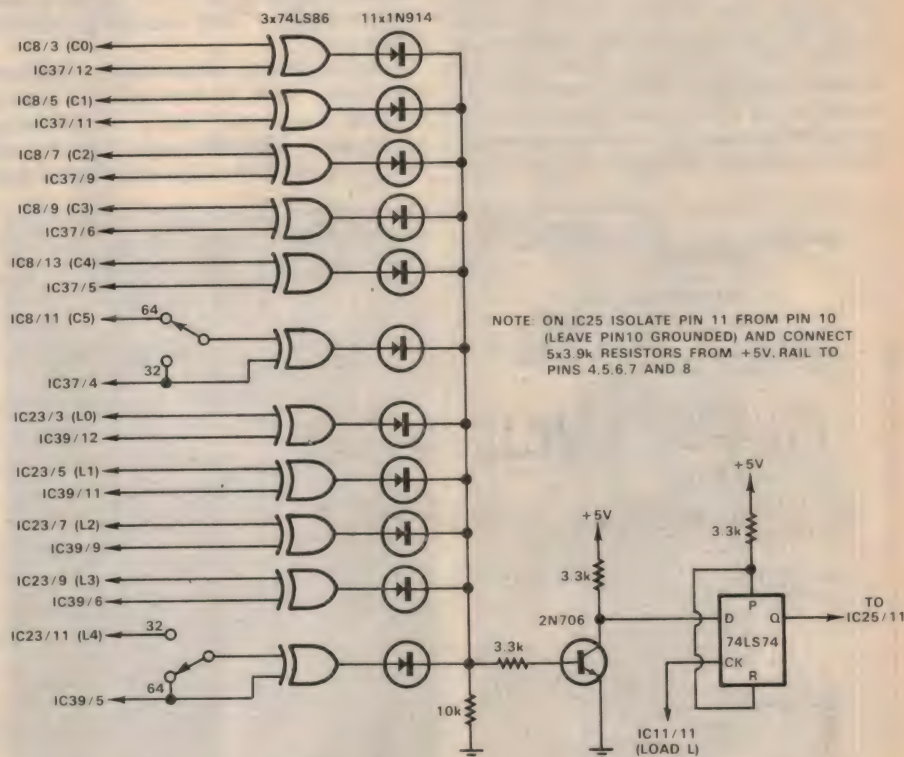 3x74LS86 11x1N914
IC8/3 (C0)
IC37/12
IC8/5 (C1)
IC37/11
IC8/7 (C2)
IC37/9
IC8/9 (C3)
IC37/6
IC8/13 (C4)
IC37/5
64
IC8/11 (C5)
32
IC37/4
NOTE: ON IC25 ISOLATE PIN 11 FROM PIN 10
(LEAVE PIN10 GROUNDED) AND CONNECT
5x3.9k RESISTORS FROM +5V. RAIL TO
PINS 4.5.6.7 AND 8
IC23/3 (L0)
IC39/12
IC23/5 (L1)
IC39/11
IC23/7 (L2)
IC39/9
IC23/9 (L3)
IC39/6
IC23/11 (L4)
32
64
IC39/5
10k
3.3k
2N706
+5V
3.3k
+5V
3.3k
P
D Q
74LS74
CK
R
TO
IC25/11
IC11/11
(LOAD L)